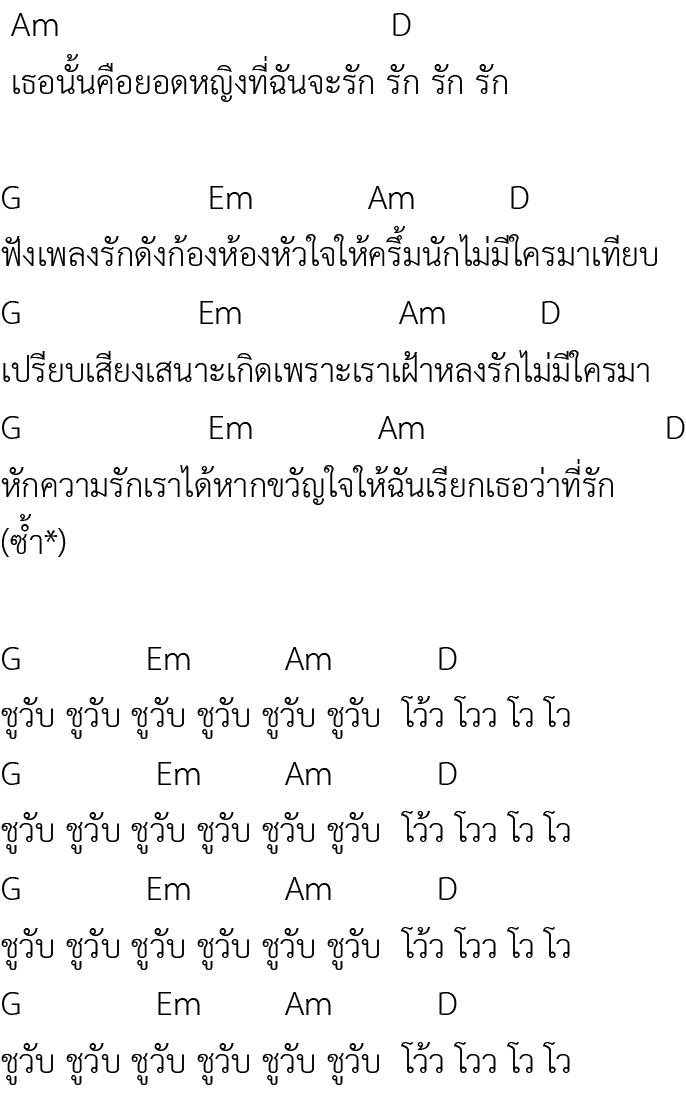 Am D
เธอนั้นคือยอดหญิงที่ฉันจะรัก รัก รัก รัก
G Em Am D
ฟังเพลงรักดังก้องห้องหัวใจให้ครึ้มนักไม่มีใครมาเทียบ
G Em Am D
เปรียบเสียงเสนาะเกิดเพราะเราเฝ้าหลงรักไม่มีใครมา
G Em Am D
หักความรักเราได้หากขวัญใจให้ฉันเรียกเธอว่าที่รัก
(ซ้ำ*)
G Em Am D
ชูวับ ชูวับ ชูวับ ชูวับ ชูวับ ชูวับ โว้ว โวว โว โว
G Em Am D
ชูวับ ชูวับ ชูวับ ชูวับ ชูวับ ชูวับ โว้ว โวว โว โว
G Em Am D
ชูวับ ชูวับ ชูวับ ชูวับ ชูวับ ชูวับ โว้ว โวว โว โว
G Em Am D
ชูวับ ชูวับ ชูวับ ชูวับ ชูวับ ชูวับ โว้ว โวว โว โว